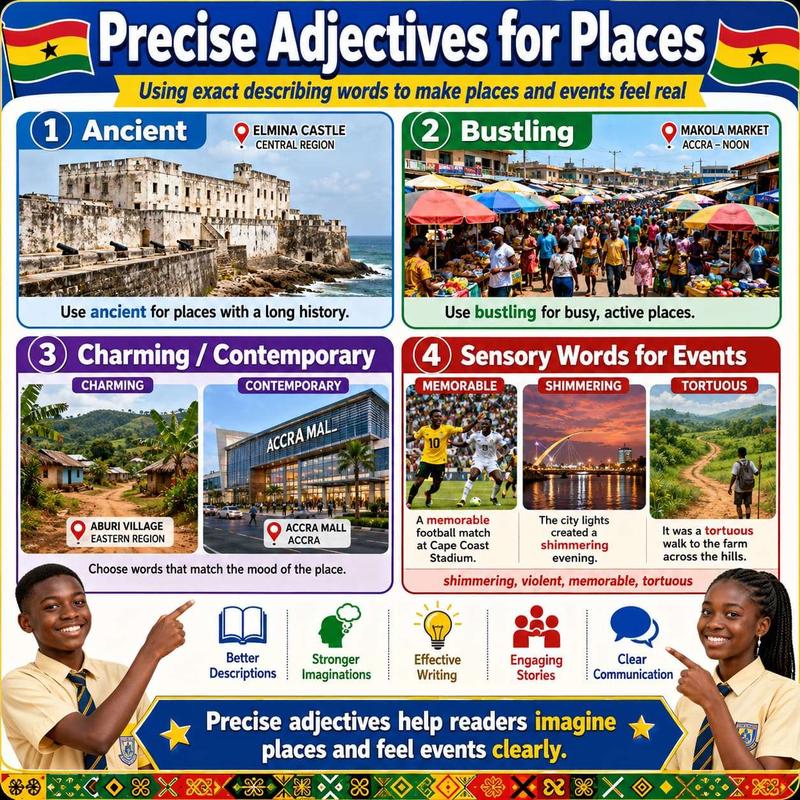 Precise Adjectives for Places
Using exact describing words to make places and events feel real
1 Ancient
ELMINA CASTLE
CENTRAL REGION
Use ancient for places with a long history.
2 Bustling
MAKOLA MARKET
ACCRA – NOON
Use bustling for busy, active places.
3 Charming / Contemporary
CHARMING
ABURI VILLAGE
EASTERN REGION
CONTEMPORARY
ACCRA MAL_
ACCRA MALL
ACCRA
Choose words that match the mood of the place.
4 Sensory Words for Events
MEMORABLE
10
A memorable
football match
at Cape Coast
Stadium.
SHIMMERING
The city lights
created a
shimmering
evening.
TORTUOUS
It was a tortuous
walk to the farm
across the hills.
shimmering, violent, memorable, tortuous
Better
Descriptions
Stronger
Imaginations
Effective
Writing
Engaging
Stories
Clear
Communication
Precise adjectives help readers imagine
places and feel events clearly.